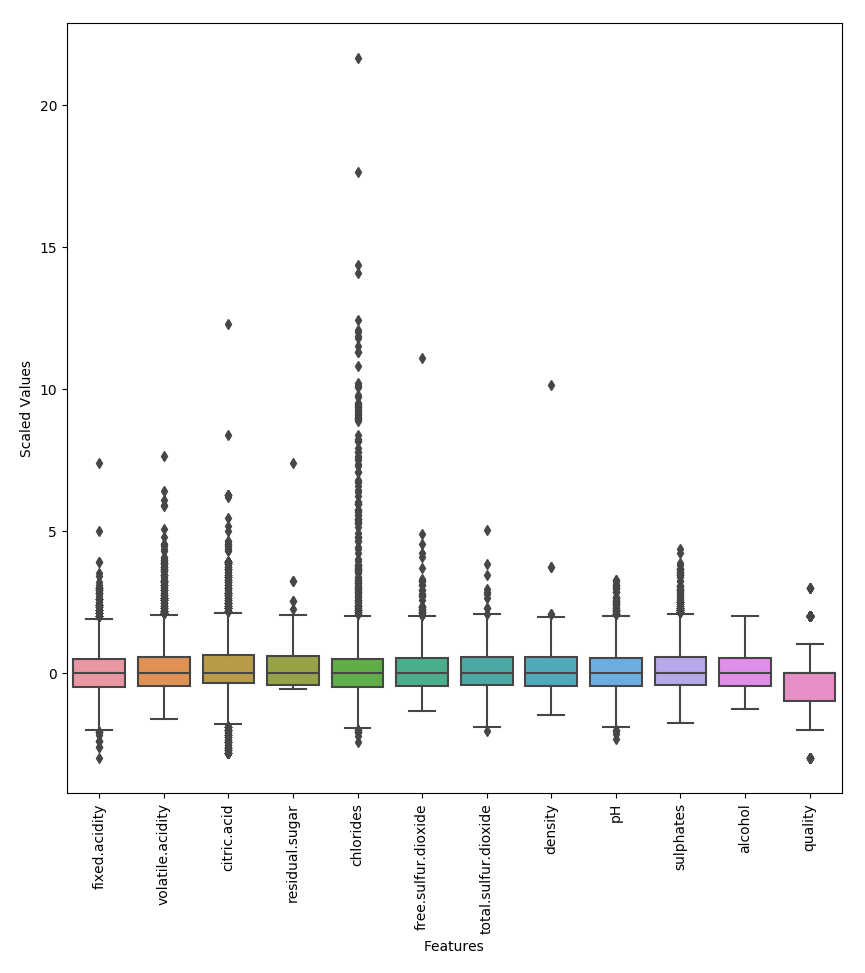 Scaled Values
20
15
10
5
0
fixed.acidity
volatile.acidity
citric.acid
residual.sugar
chlorides
free.sulfur.dioxide
total.sulfur.dioxide
density
pH
sulphates
alcohol
quality
Features